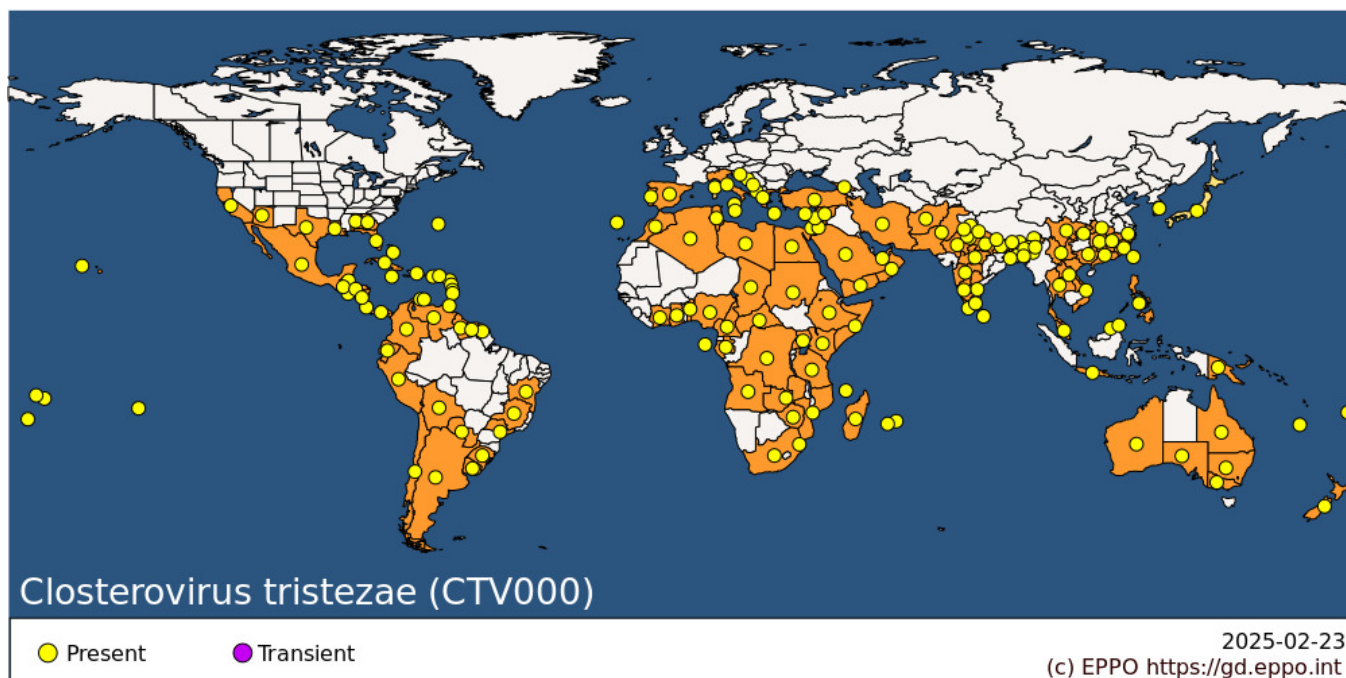 Closterovirus tristezae (CTV000)
Present
Transient
2025-02-23
(c) EPPO https://gd.eppo.int